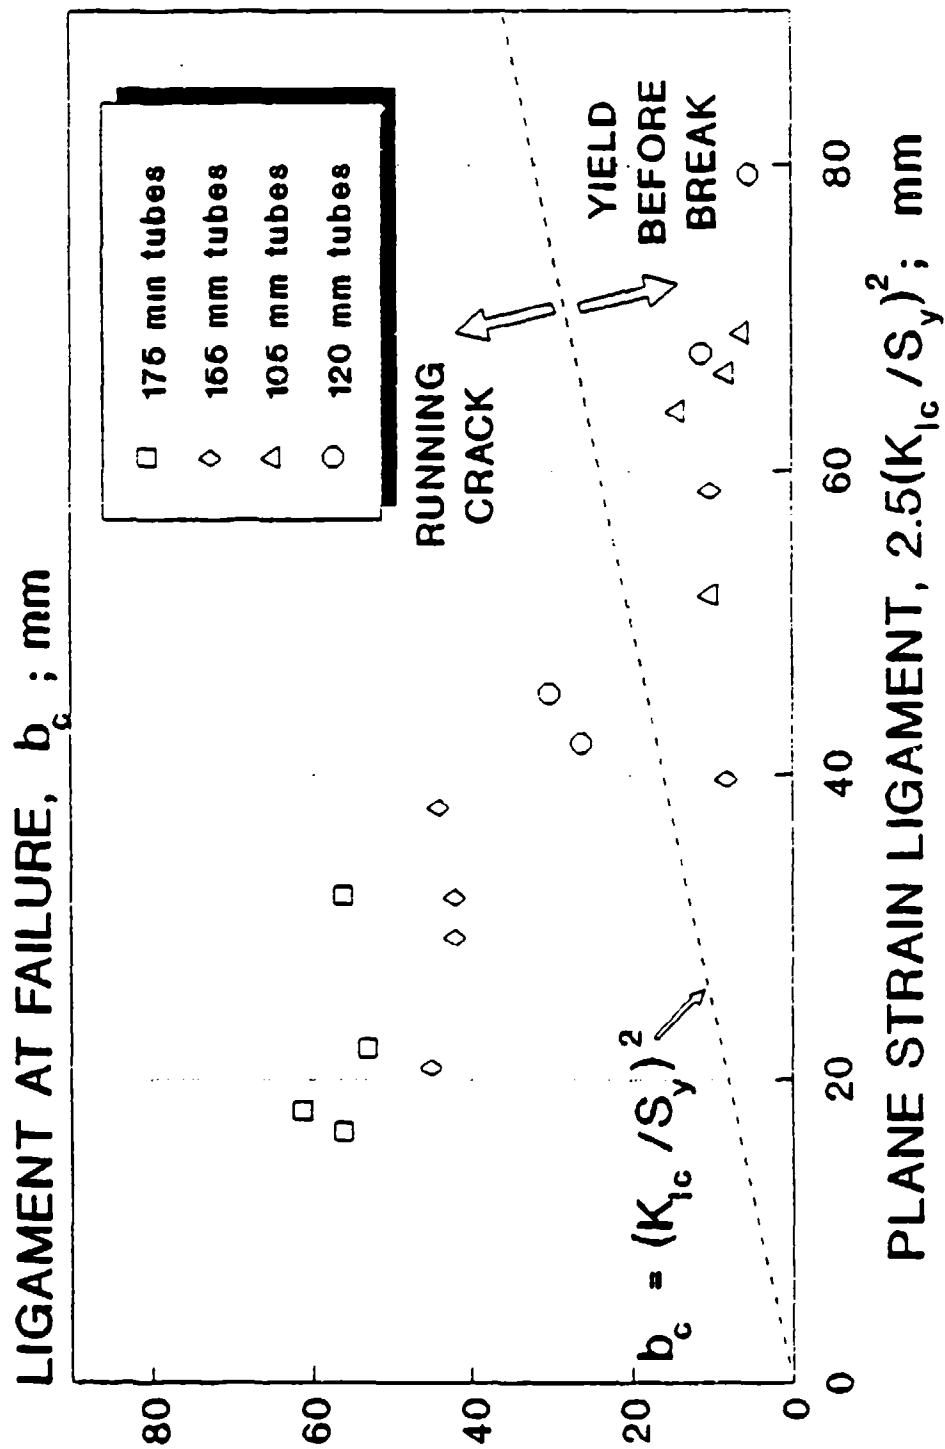 LIGAMENT AT FAILURE, b_c ; mm
80
60
40
20
0
□ 175 mm tubes
◇ 155 mm tubes
△ 105 mm tubes
○ 120 mm tubes
RUNNING
CRACK
YIELD
BEFORE
BREAK
b_c = (K_Ic /S_y)^2
0
20
40
60
80
PLANE STRAIN LIGAMENT, 2.5(K_Ic /S_y)^2; mm